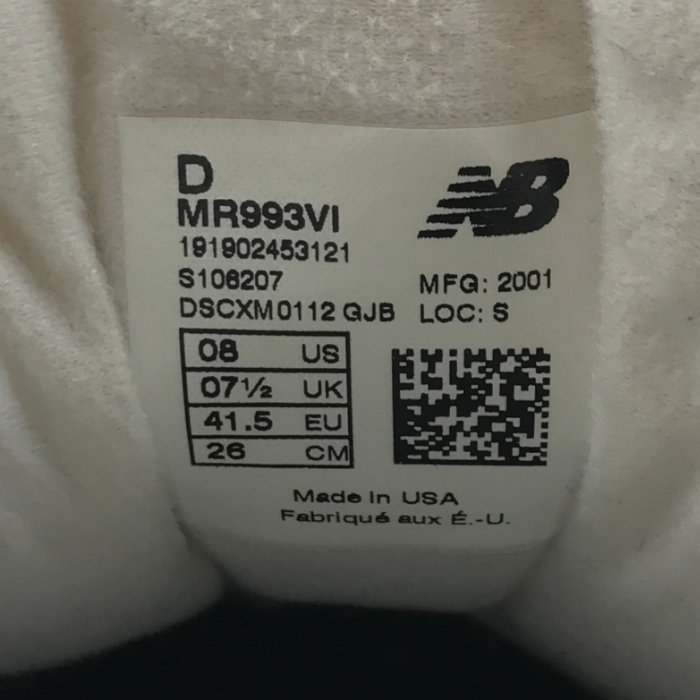 D
NB
MR993VI
191902453121
S106207
MFG: 2001
DSCXM0112 GJB
LOC: S
08 US
07½ UK
41.5 EU
26 CM
Made in USA
Fabriqué aux É.-U.